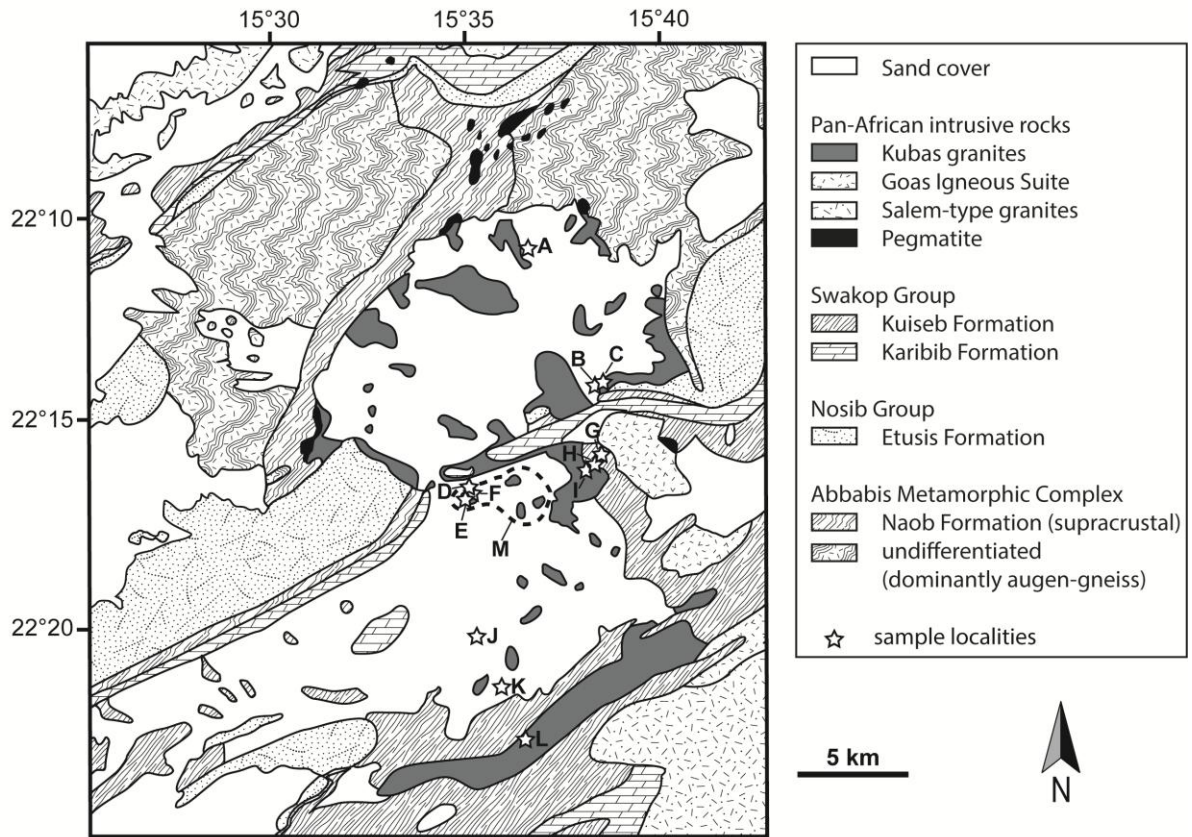 15°30 15°35 15°40
22°10
22°15
22°20
A
B C
G
H
I
D F
E
M
J
K
L
Sand cover
Pan-African intrusive rocks
Kubas granites
Goas Igneous Suite
Salem-type granites
Pegmatite
Swakop Group
Kuiseb Formation
Karibib Formation
Nosib Group
Etusis Formation
Abbabis Metamorphic Complex
Naob Formation (supracrustal)
undifferentiated
(dominantly augen-gneiss)
sample localities
5 km
N